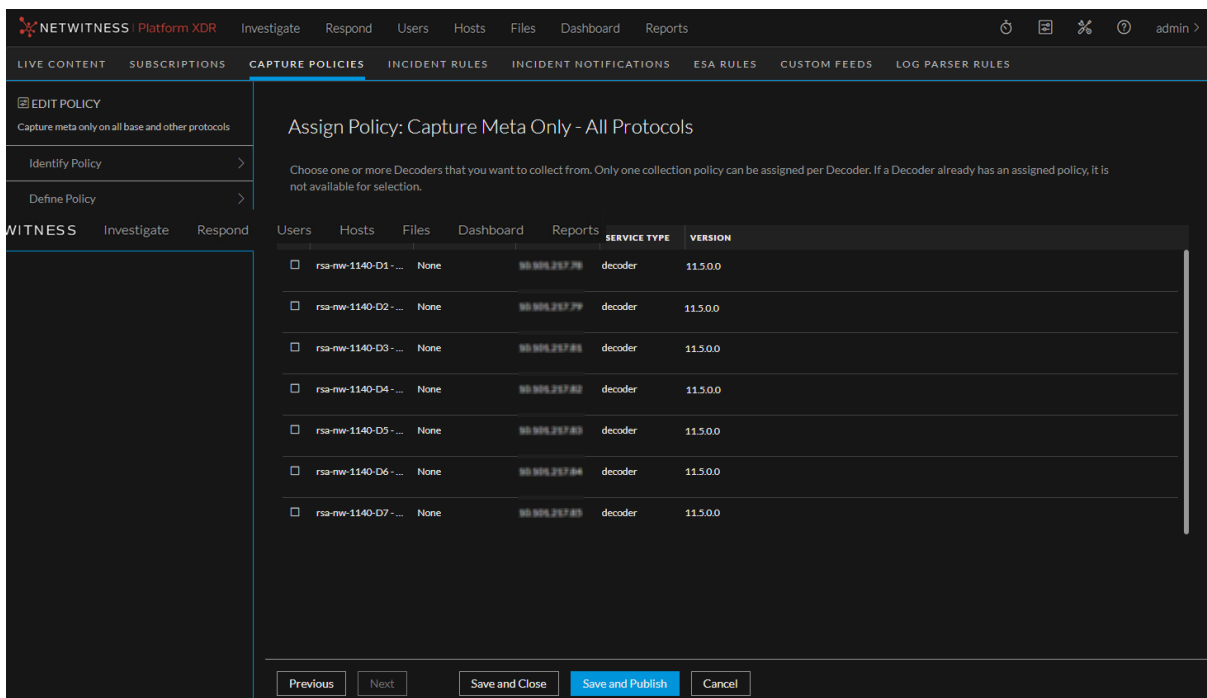 NETWITNESS Platform XDR Investigate Respond Users Hosts Files Dashboard Reports admin >
LIVE CONTENT SUBSCRIPTIONS CAPTURE POLICIES INCIDENT RULES INCIDENT NOTIFICATIONS ESA RULES CUSTOM FEEDS LOG PARSER RULES
EDIT POLICY
Capture meta only on all base and other protocols
Identify Policy
Define Policy
Assign Policy: Capture Meta Only - All Protocols
Choose one or more Decoders that you want to collect from. Only one collection policy can be assigned per Decoder. If a Decoder already has an assigned policy, it is
not available for selection.
WITNESS Investigate Respond Users Hosts Files Dashboard Reports SERVICE TYPE VERSION
rsa-nw-1140-D1 - ... None decoder 11.5.0.0
rsa-nw-1140-D2 - ... None decoder 11.5.0.0
rsa-nw-1140-D3 - ... None decoder 11.5.0.0
rsa-nw-1140-D4 - ... None decoder 11.5.0.0
rsa-nw-1140-D5 - ... None decoder 11.5.0.0
rsa-nw-1140-D6 - ... None decoder 11.5.0.0
rsa-nw-1140-D7 - ... None decoder 11.5.0.0
Previous Next Save and Close Save and Publish Cancel